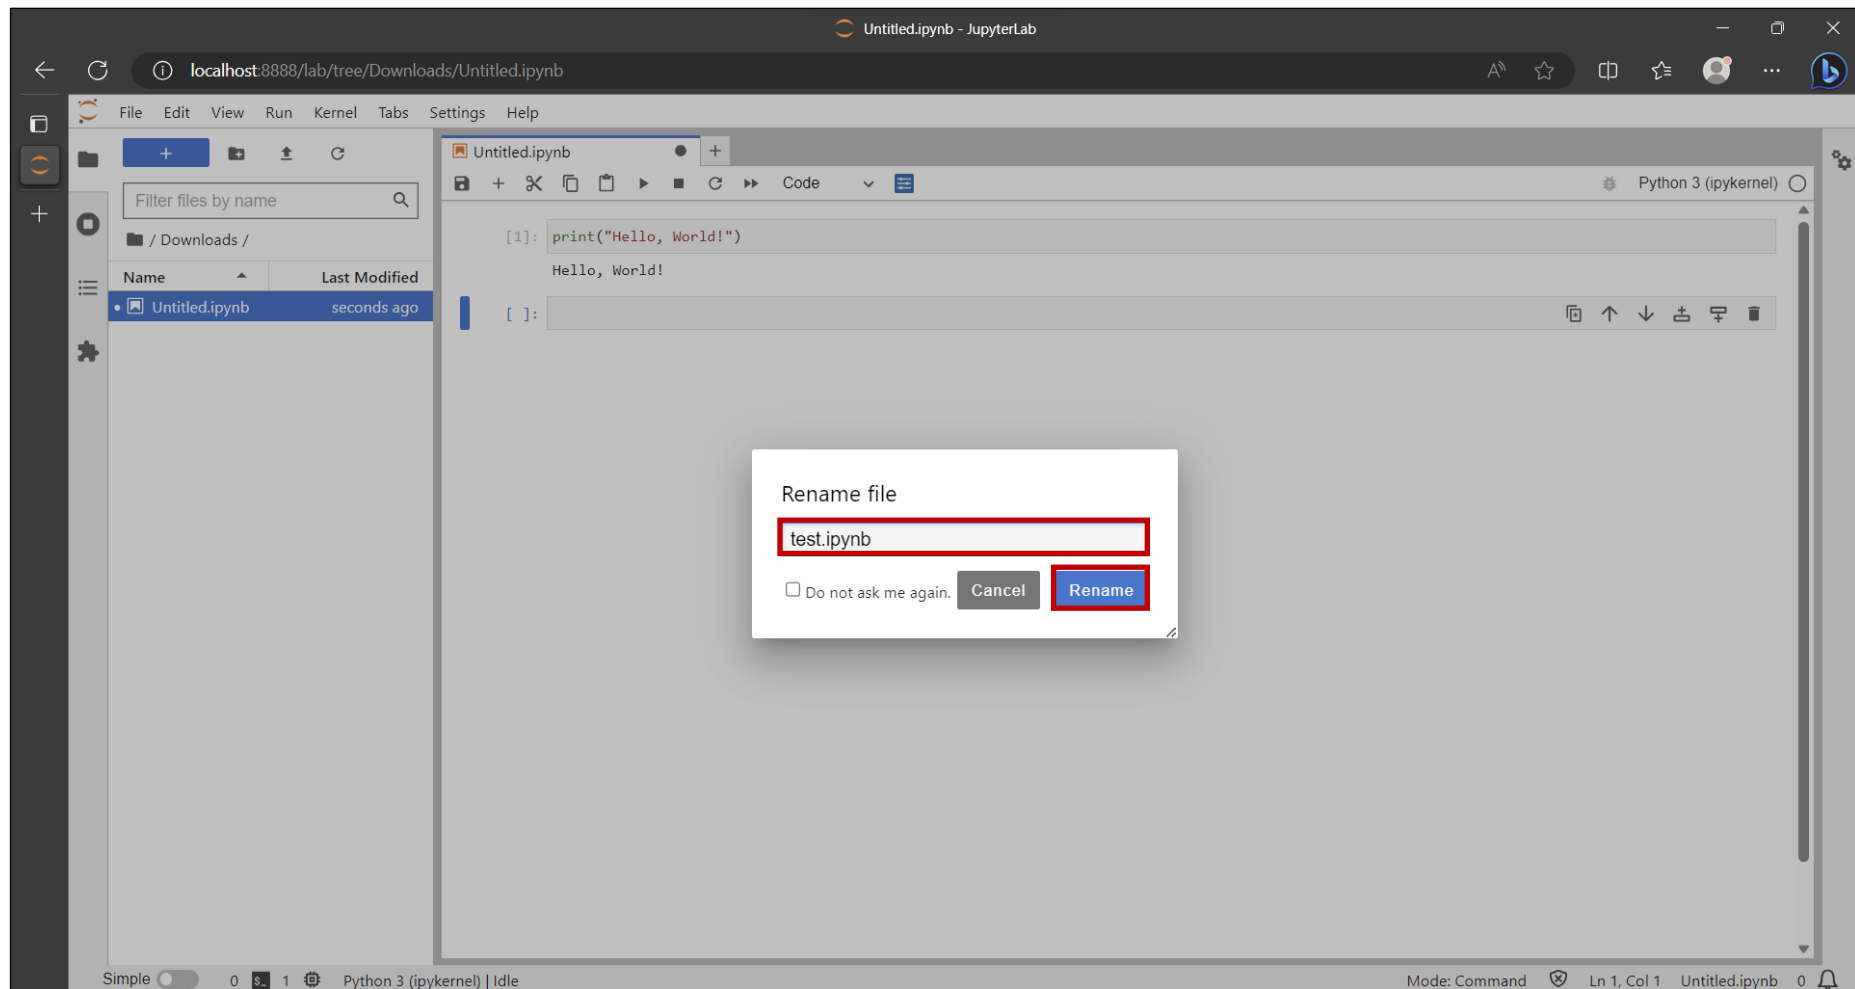 Untitled.ipynb - JupyterLab
localhost:8888/lab/tree/Downloads/Untitled.ipynb
File Edit View Run Kernel Tabs Settings Help
Untitled.ipynb
Code
Python 3 (ipykernel)
Filter files by name
/ Downloads /
Name Last Modified
Untitled.ipynb seconds ago
[1]: print("Hello, World!")
Hello, World!
[ ]:
Rename file
test.ipynb
Do not ask me again. Cancel Rename
Simple 0 1 Python 3 (ipykernel) | Idle Mode: Command Ln 1, Col 1 Untitled.ipynb 0